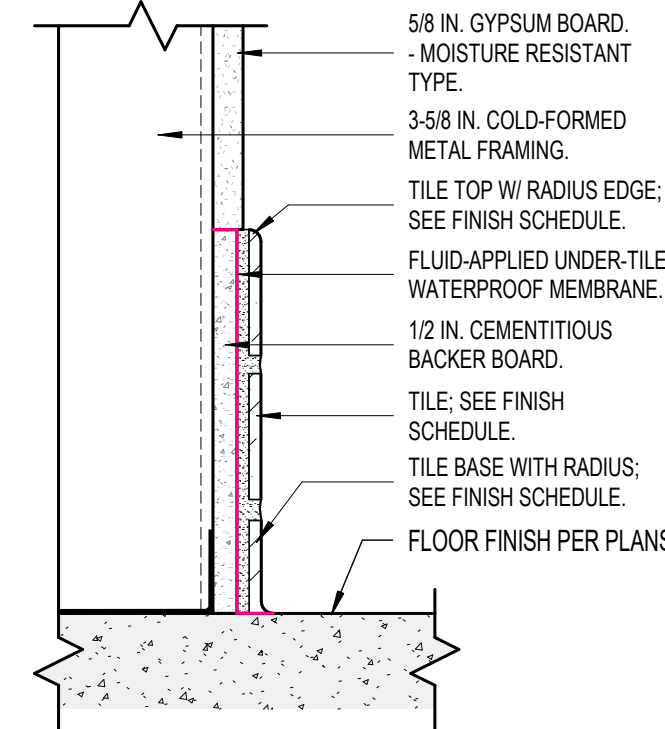 5/8 IN. GYPSUM BOARD.
- MOISTURE RESISTANT
TYPE.
3-5/8 IN. COLD-FORMED
METAL FRAMING.
TILE TOP W/ RADIUS EDGE;
SEE FINISH SCHEDULE.
FLUID-APPLIED UNDER-TILE
WATERPROOF MEMBRANE.
1/2 IN. CEMENTITIOUS
BACKER BOARD.
TILE; SEE FINISH
SCHEDULE.
TILE BASE WITH RADIUS;
SEE FINISH SCHEDULE.
FLOOR FINISH PER PLANS